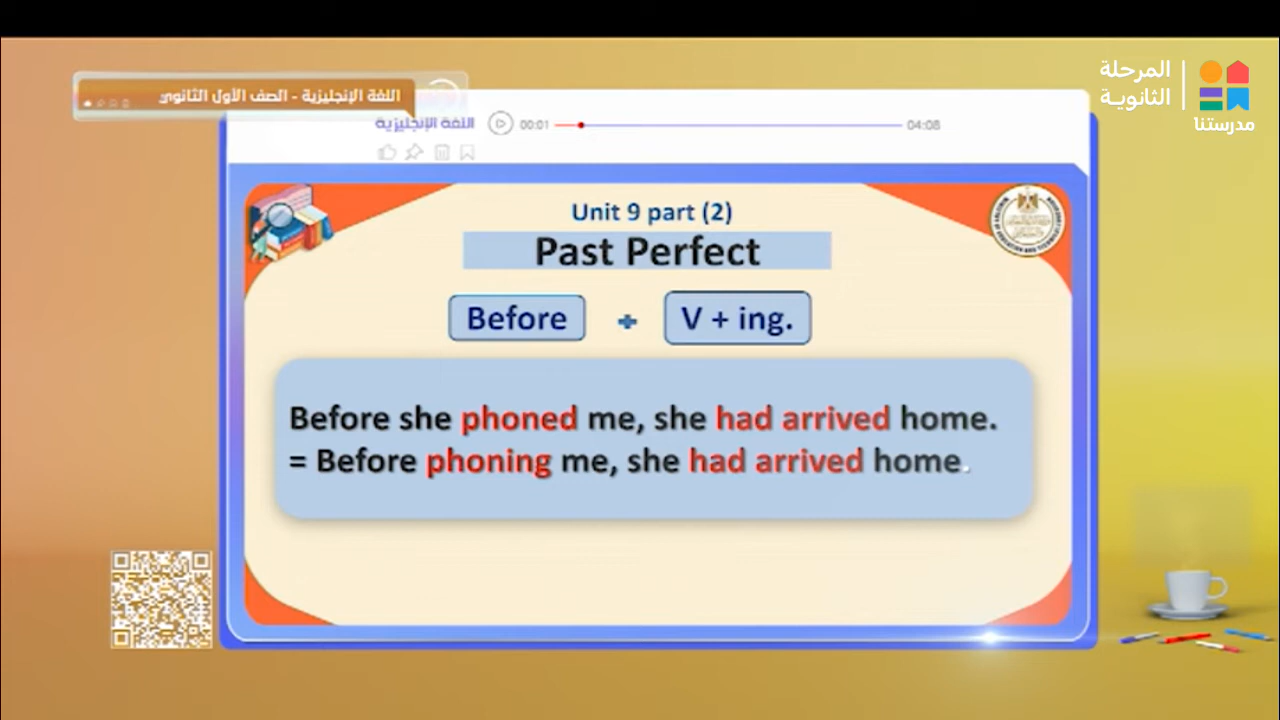 المرحلة
الثانوية
مدرستنا
اللغة الإنجليزية - الصف الأول الثانوي
اللغة الإنجليزية
00:01
04:08
Unit 9 part (2)
Past Perfect
Before + V + ing.
Before she phoned me, she had arrived home.
= Before phoning me, she had arrived home.